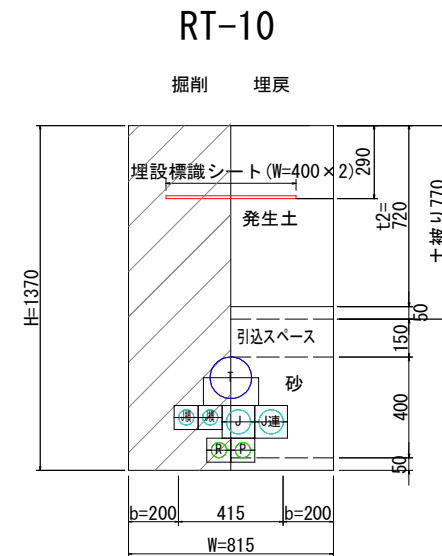 RT-10
掘削 埋戻
埋設標識シート(W=400×2)
290
発生土
t2=
720
土被り770
H=1370
50
引込スペース
150
砂
T
J J連
R P
400
50
b=200 415 b=200
W=815